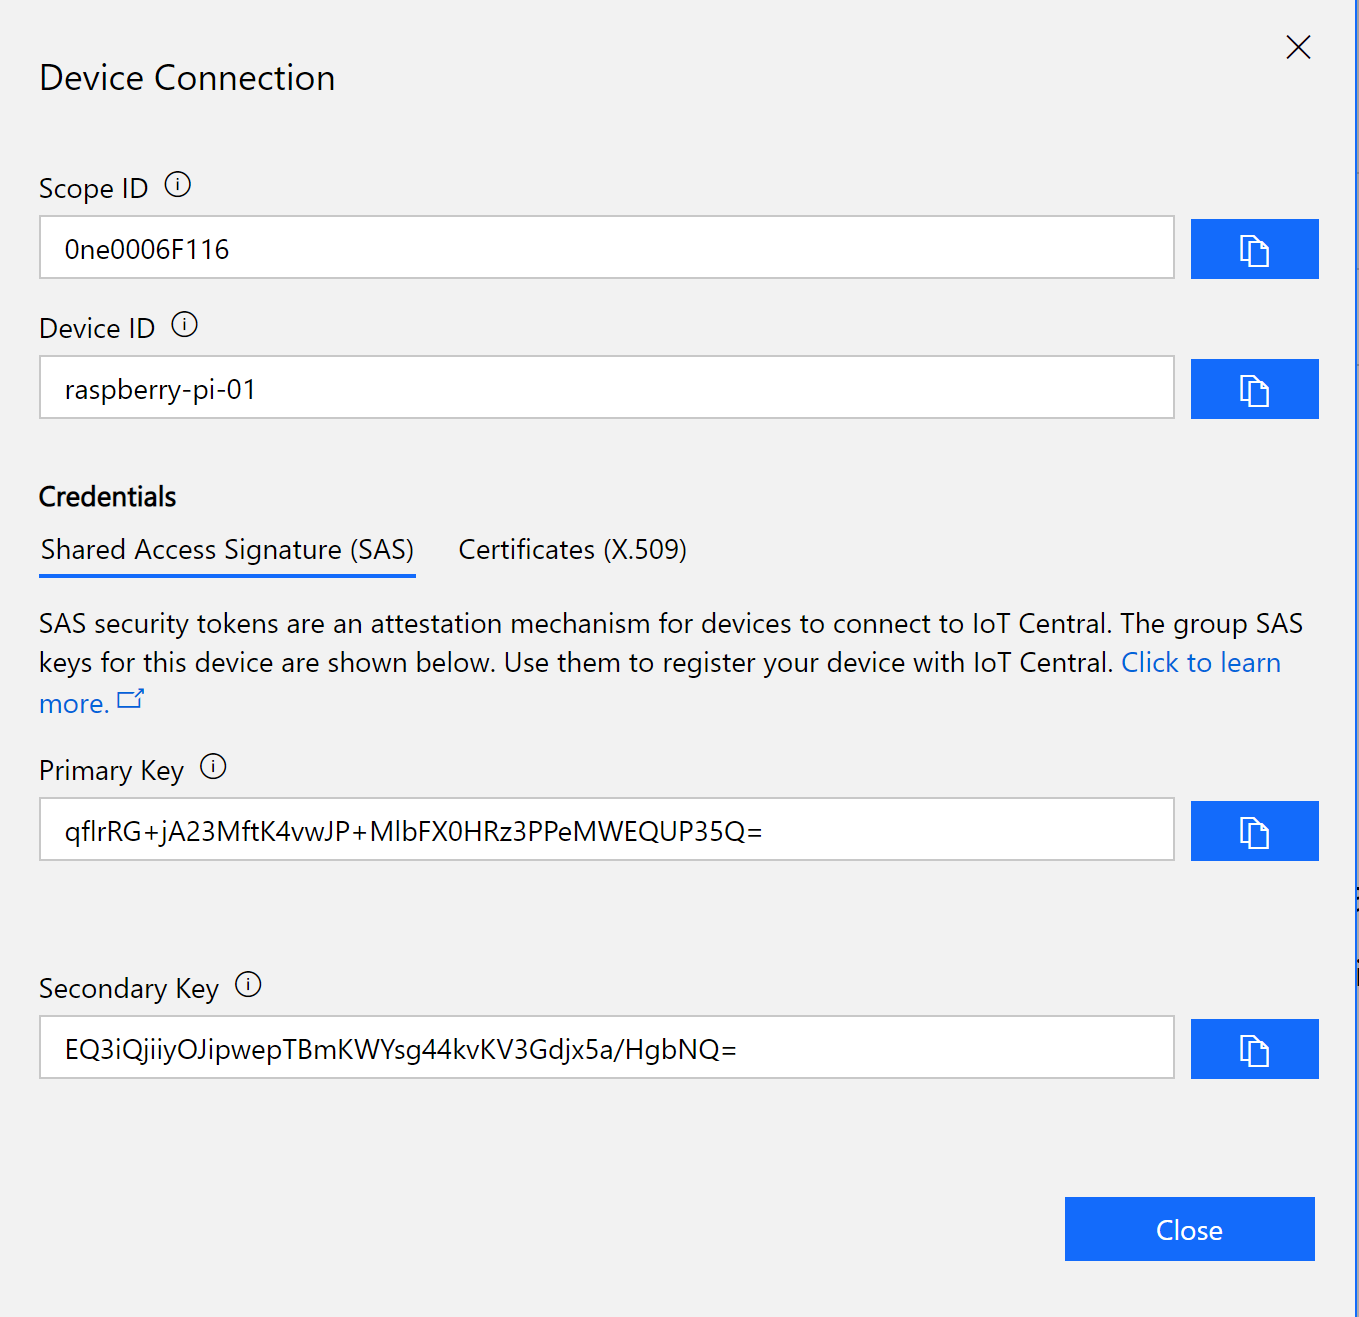 Device Connection
Scope ID
0ne0006F116
Device ID
raspberry-pi-01
Credentials
Shared Access Signature (SAS) Certificates (X.509)
SAS security tokens are an attestation mechanism for devices to connect to IoT Central. The group SAS
keys for this device are shown below. Use them to register your device with IoT Central. Click to learn
more.
Primary Key
qflrRG+jA23MftK4vwJP+MlbFX0HRz3PPeMWEQUP35Q=
Secondary Key
EQ3iQjiiyOJipwepTBmKWYsg44kvKV3Gdjx5a/HgbNQ=
Close